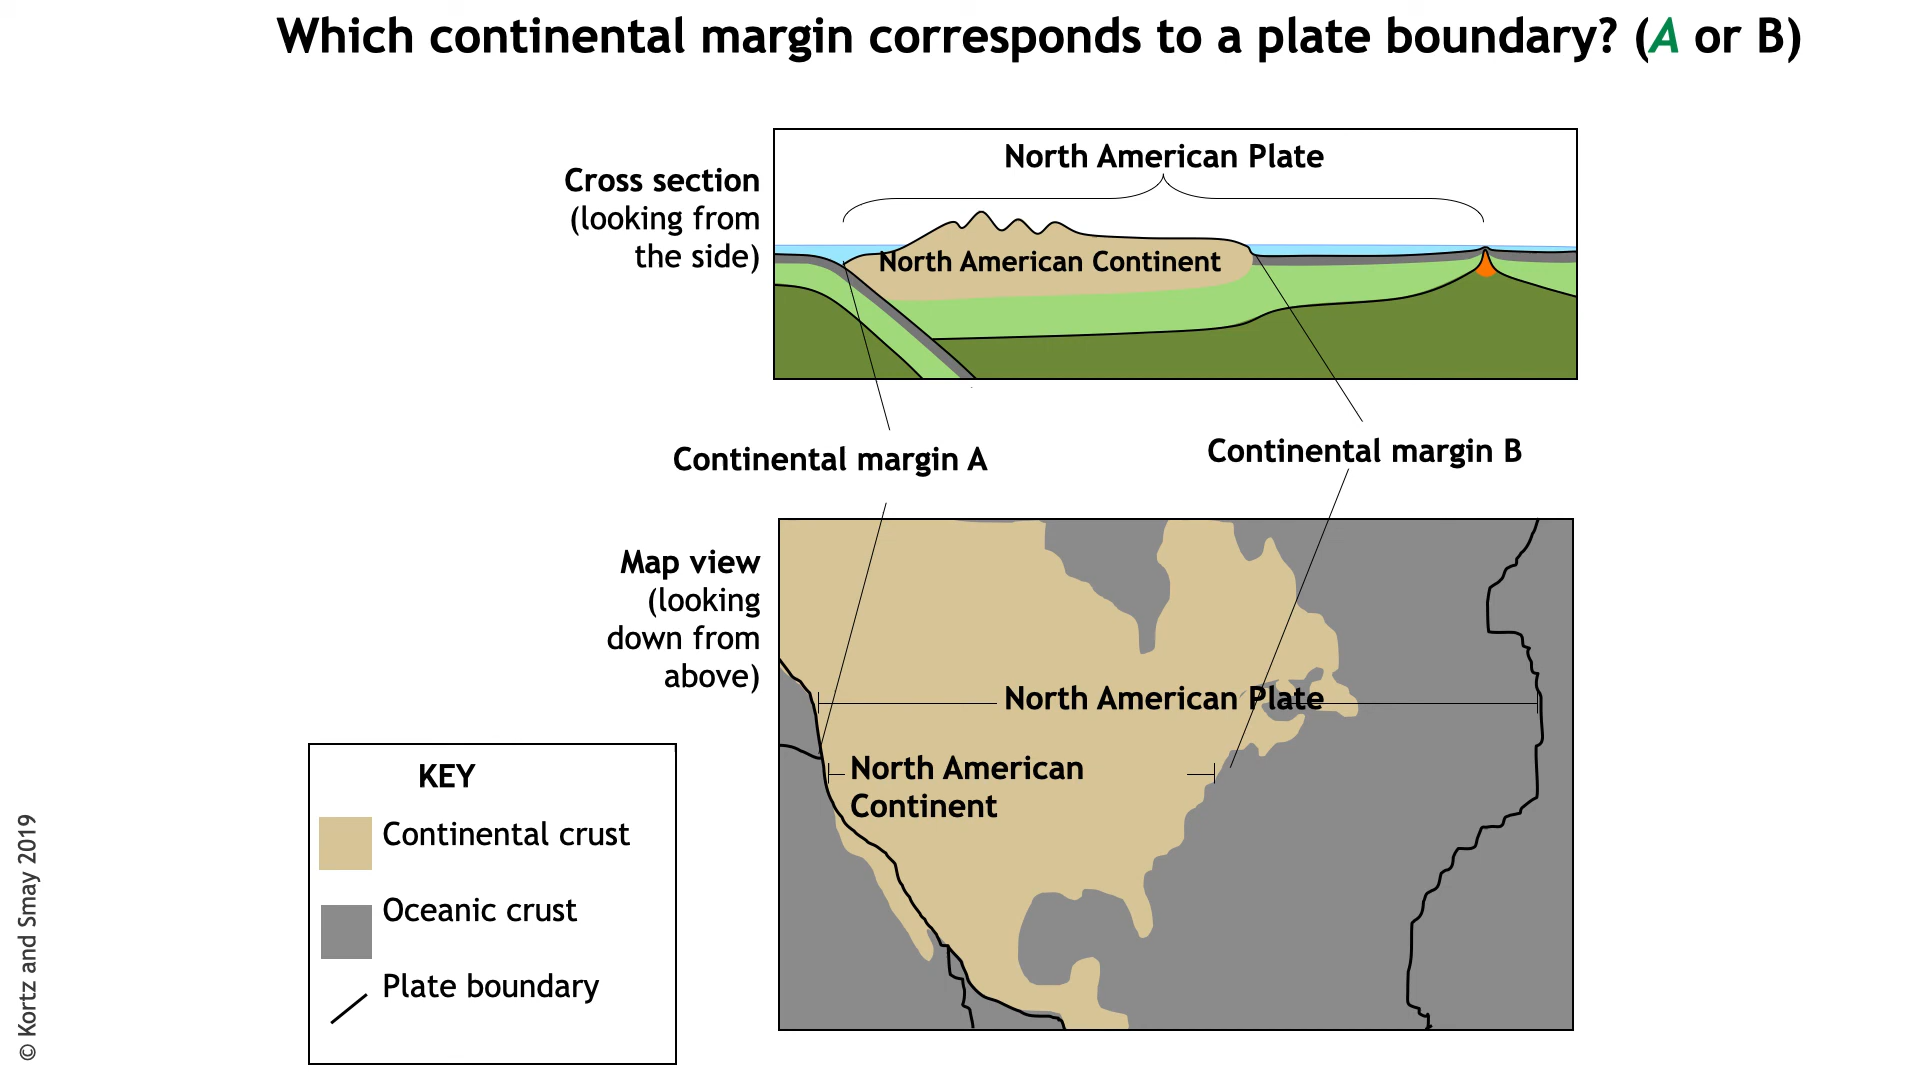 Which continental margin corresponds to a plate boundary? (A or B)
North American Plate
Cross section
(looking from
the side)
North American Continent
Continental margin A
Continental margin B
Map view
(looking
down from
above)
North American Plate
North American
Continent
KEY
Continental crust
Oceanic crust
Plate boundary
© Kortz and Smay 2019